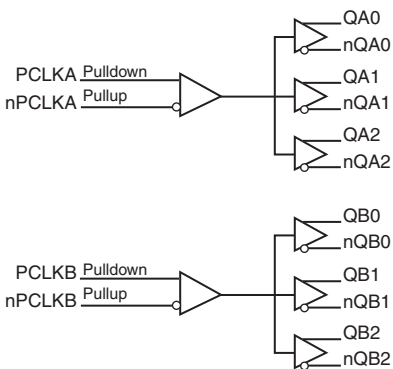 QA0
nQA0
PCLKA Pulldown
nPCLKA Pullup
QA1
nQA1
QA2
nQA2
QB0
nQB0
PCLKB Pulldown
nPCLKB Pullup
QB1
nQB1
QB2
nQB2